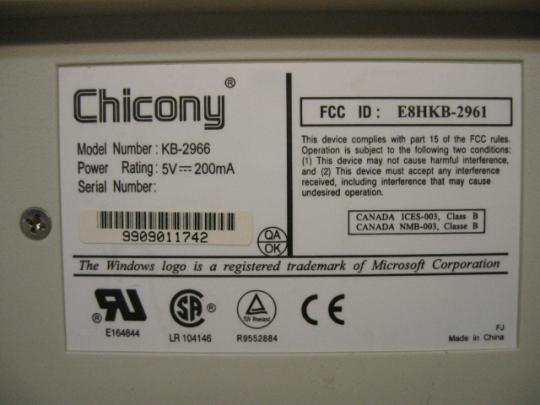 Chicony®
Model Number: KB-2966
Power Rating: 5V⎓200mA
Serial Number:
9909011742
QA
OK
FCC ID: E8HKB-2961
This device complies with part 15 of the FCC rules.
Operation is subject to the following two conditions:
(1) This device may not cause harmful interference,
and (2) This device must accept any interference
received, including interference that may cause
undesired operation.
CANADA ICES-003, Class B
CANADA NMB-003, Classe B
The Windows logo is a registered trademark of Microsoft Corporation
RU®
E164844
SA®
LR 104146
TÜV Rheinland
R9552884
CE
FJ
Made in China